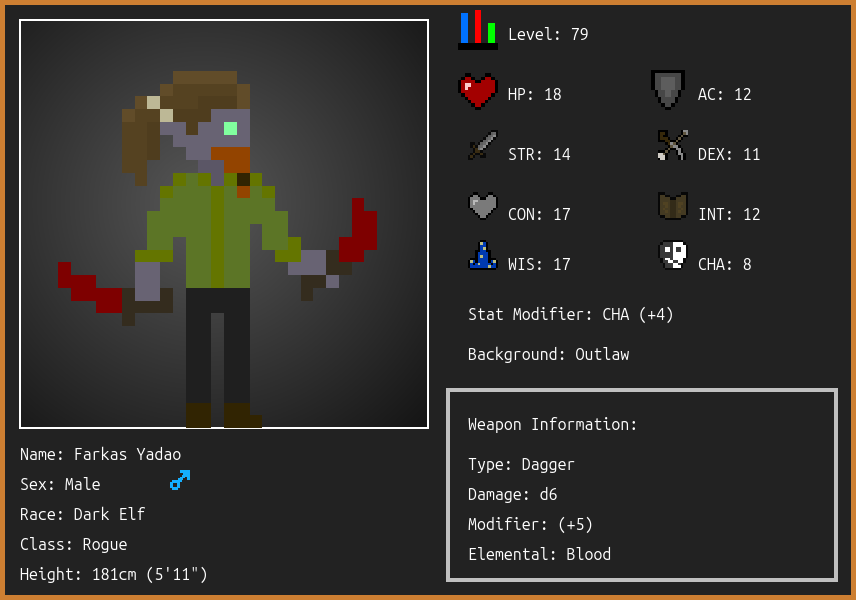 Level: 79
HP: 18
AC: 12
STR: 14
DEX: 11
CON: 17
INT: 12
WIS: 17
CHA: 8
Stat Modifier: CHA (+4)
Background: Outlaw
Weapon Information:
Type: Dagger
Damage: d6
Modifier: (+5)
Elemental: Blood
Name: Farkas Yadao
Sex: Male
Race: Dark Elf
Class: Rogue
Height: 181cm (5'11")